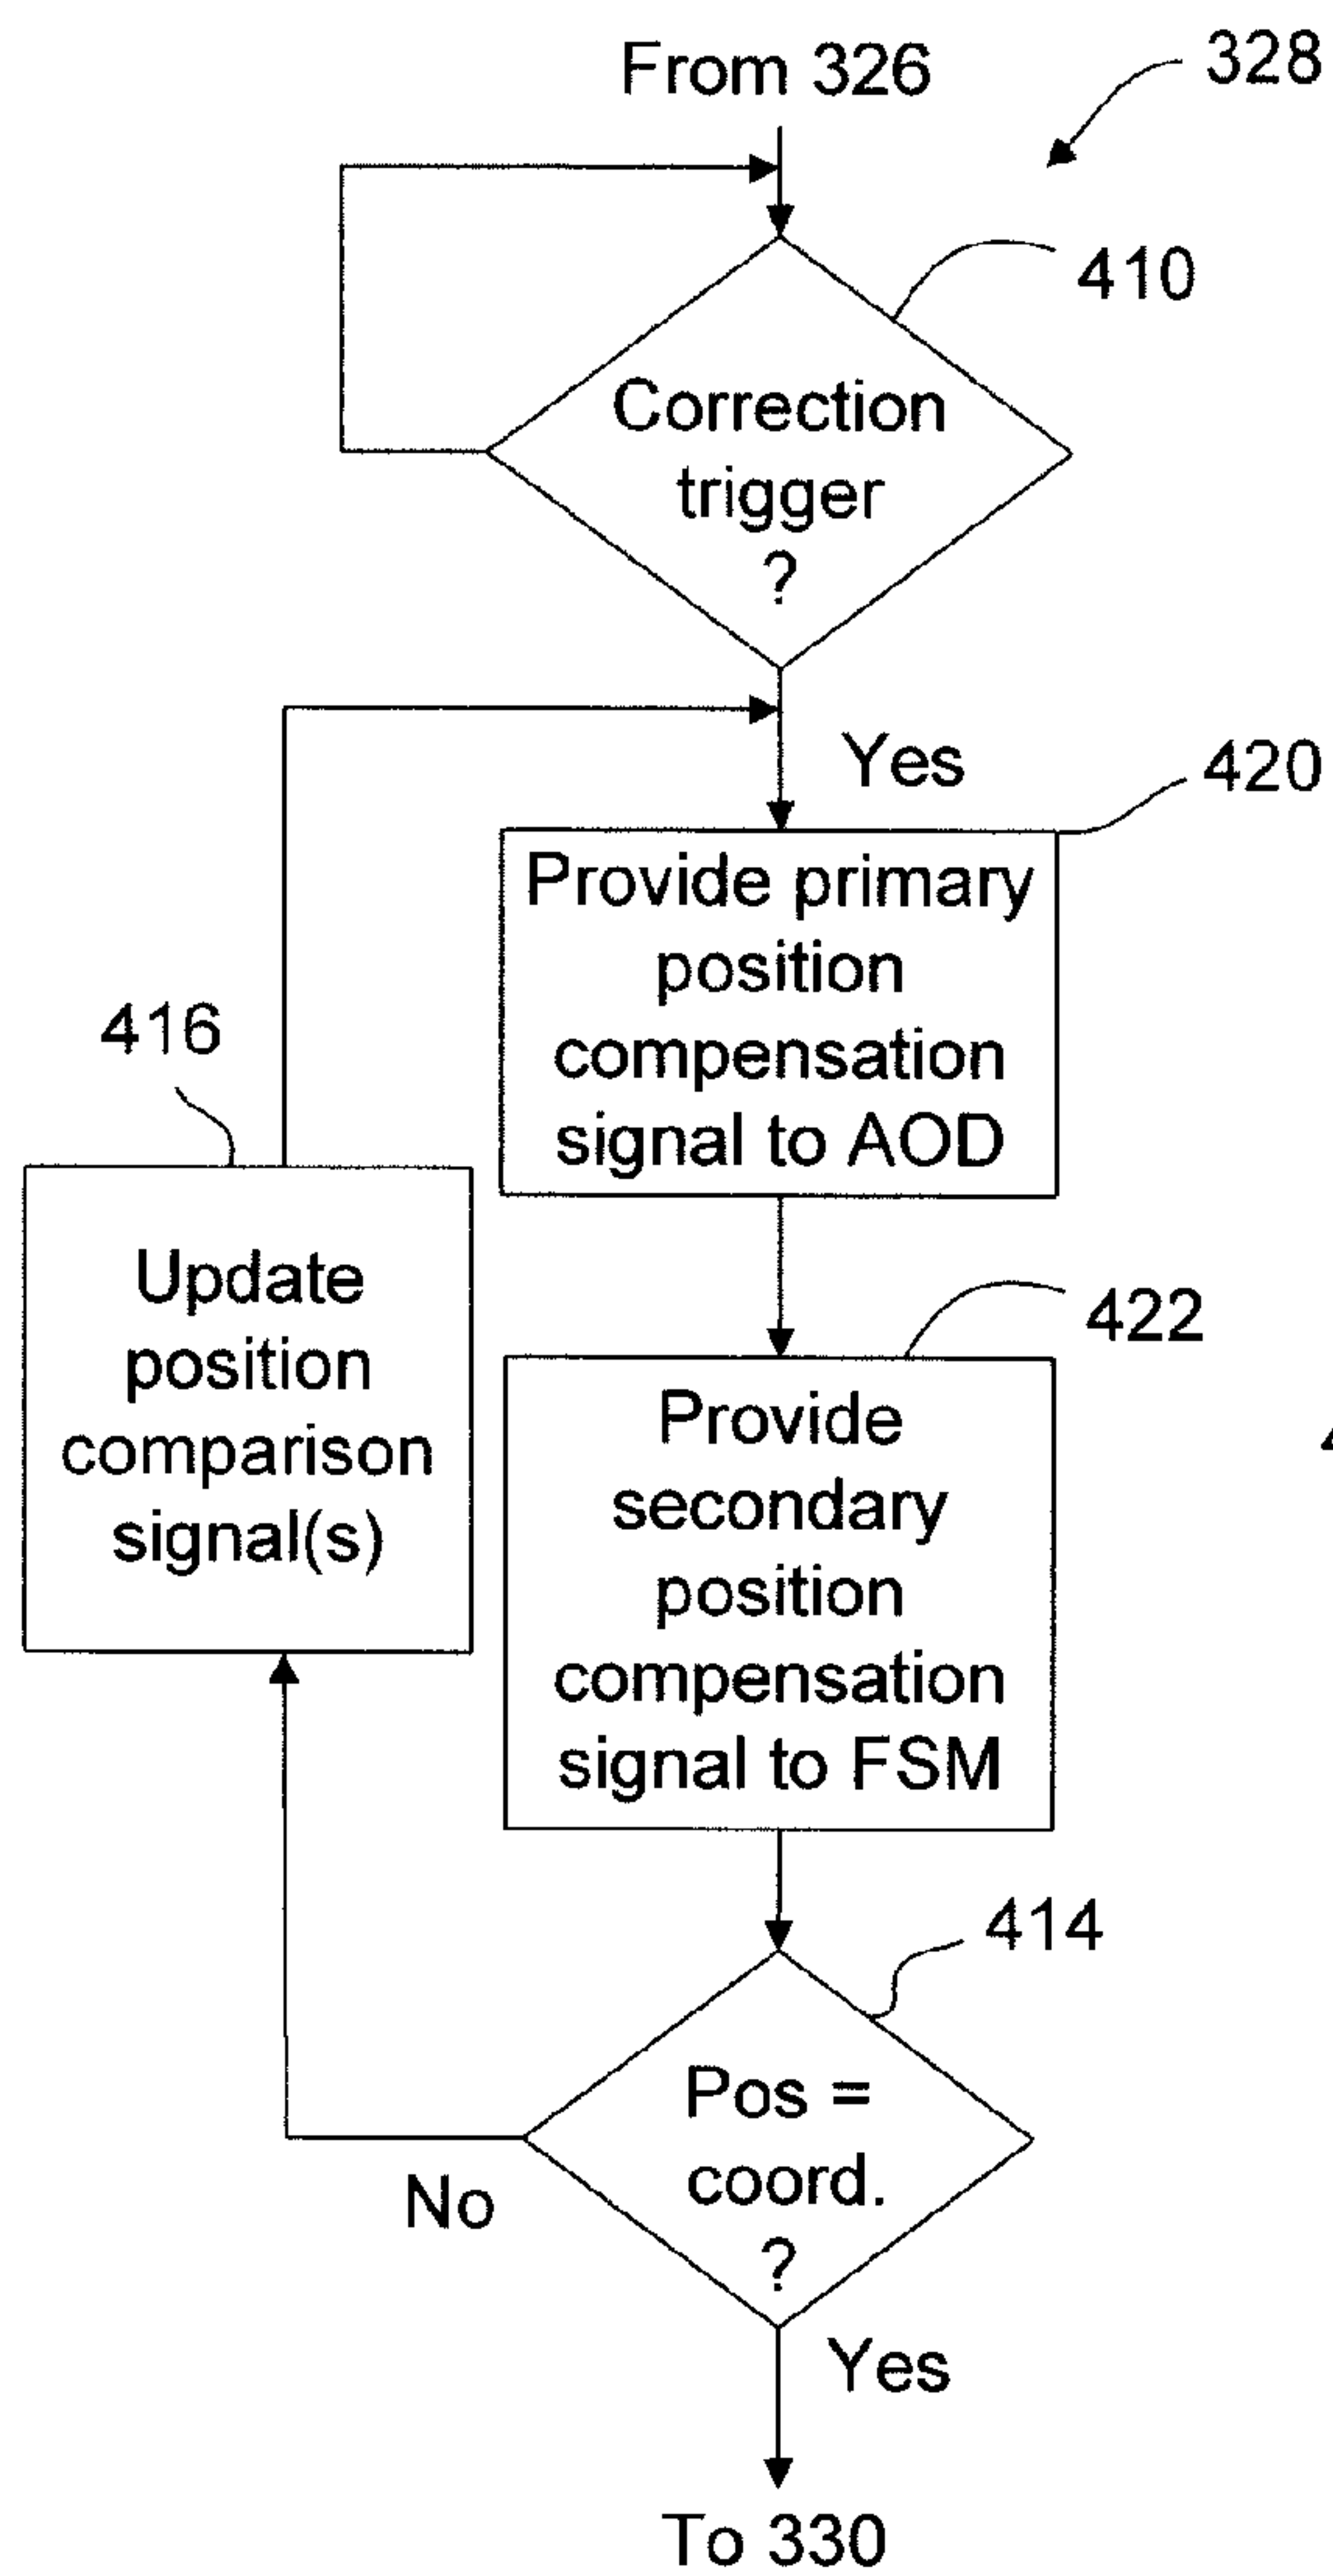 From 326
328
410
Correction
trigger
?
Yes
420
Provide primary
position
compensation
signal to AOD
416
Update
position
comparison
signal(s)
422
Provide
secondary
position
compensation
signal to FSM
414
Pos =
coord.
?
No
Yes
To 330